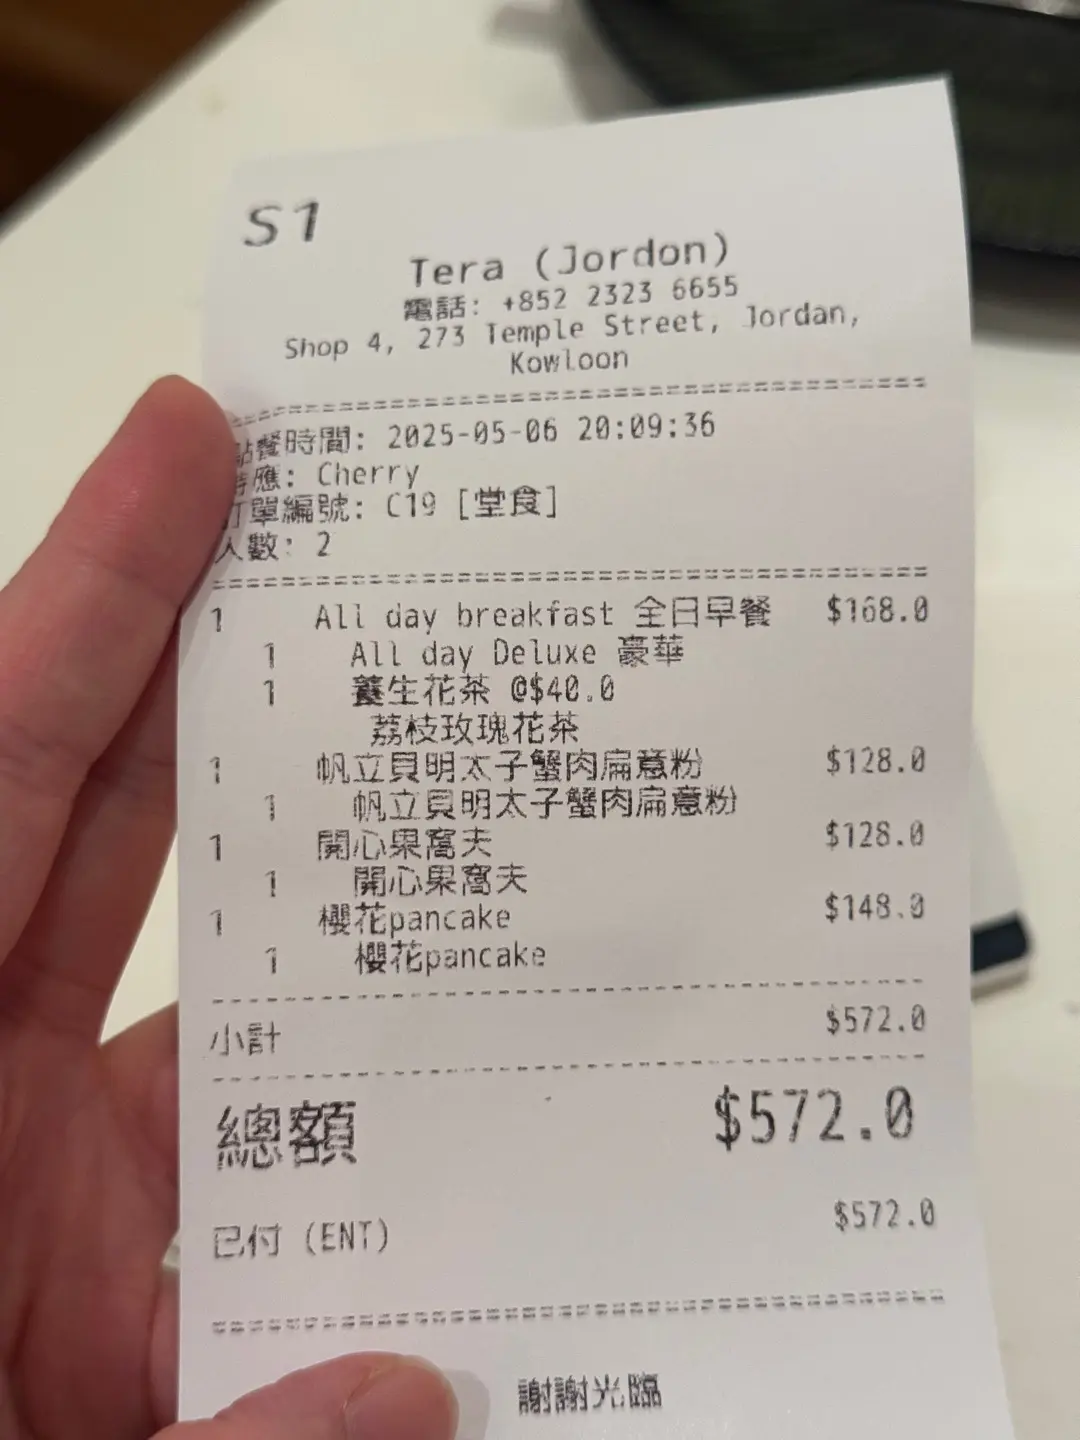 S1
Tera (Jordon)
電話: +852 2323 6655
Shop 4, 273 Temple Street, Jordan,
Kowloon
點餐時間: 2025-05-06 20:09:36
侍應: Cherry
訂單編號: C19 [堂食]
人數: 2
1 All day breakfast 全日早餐 $168.0
1 All day Deluxe 豪華
1 養生花茶 @$40.0
荔枝玫瑰花茶
1 帆立貝明太子蟹肉扁意粉 $128.0
1 帆立貝明太子蟹肉扁意粉
1 開心果窩夫 $128.0
1 開心果窩夫
1 櫻花pancake $148.0
1 櫻花pancake
小計 $572.0
總額 $572.0
已付 (ENT) $572.0
謝謝光臨